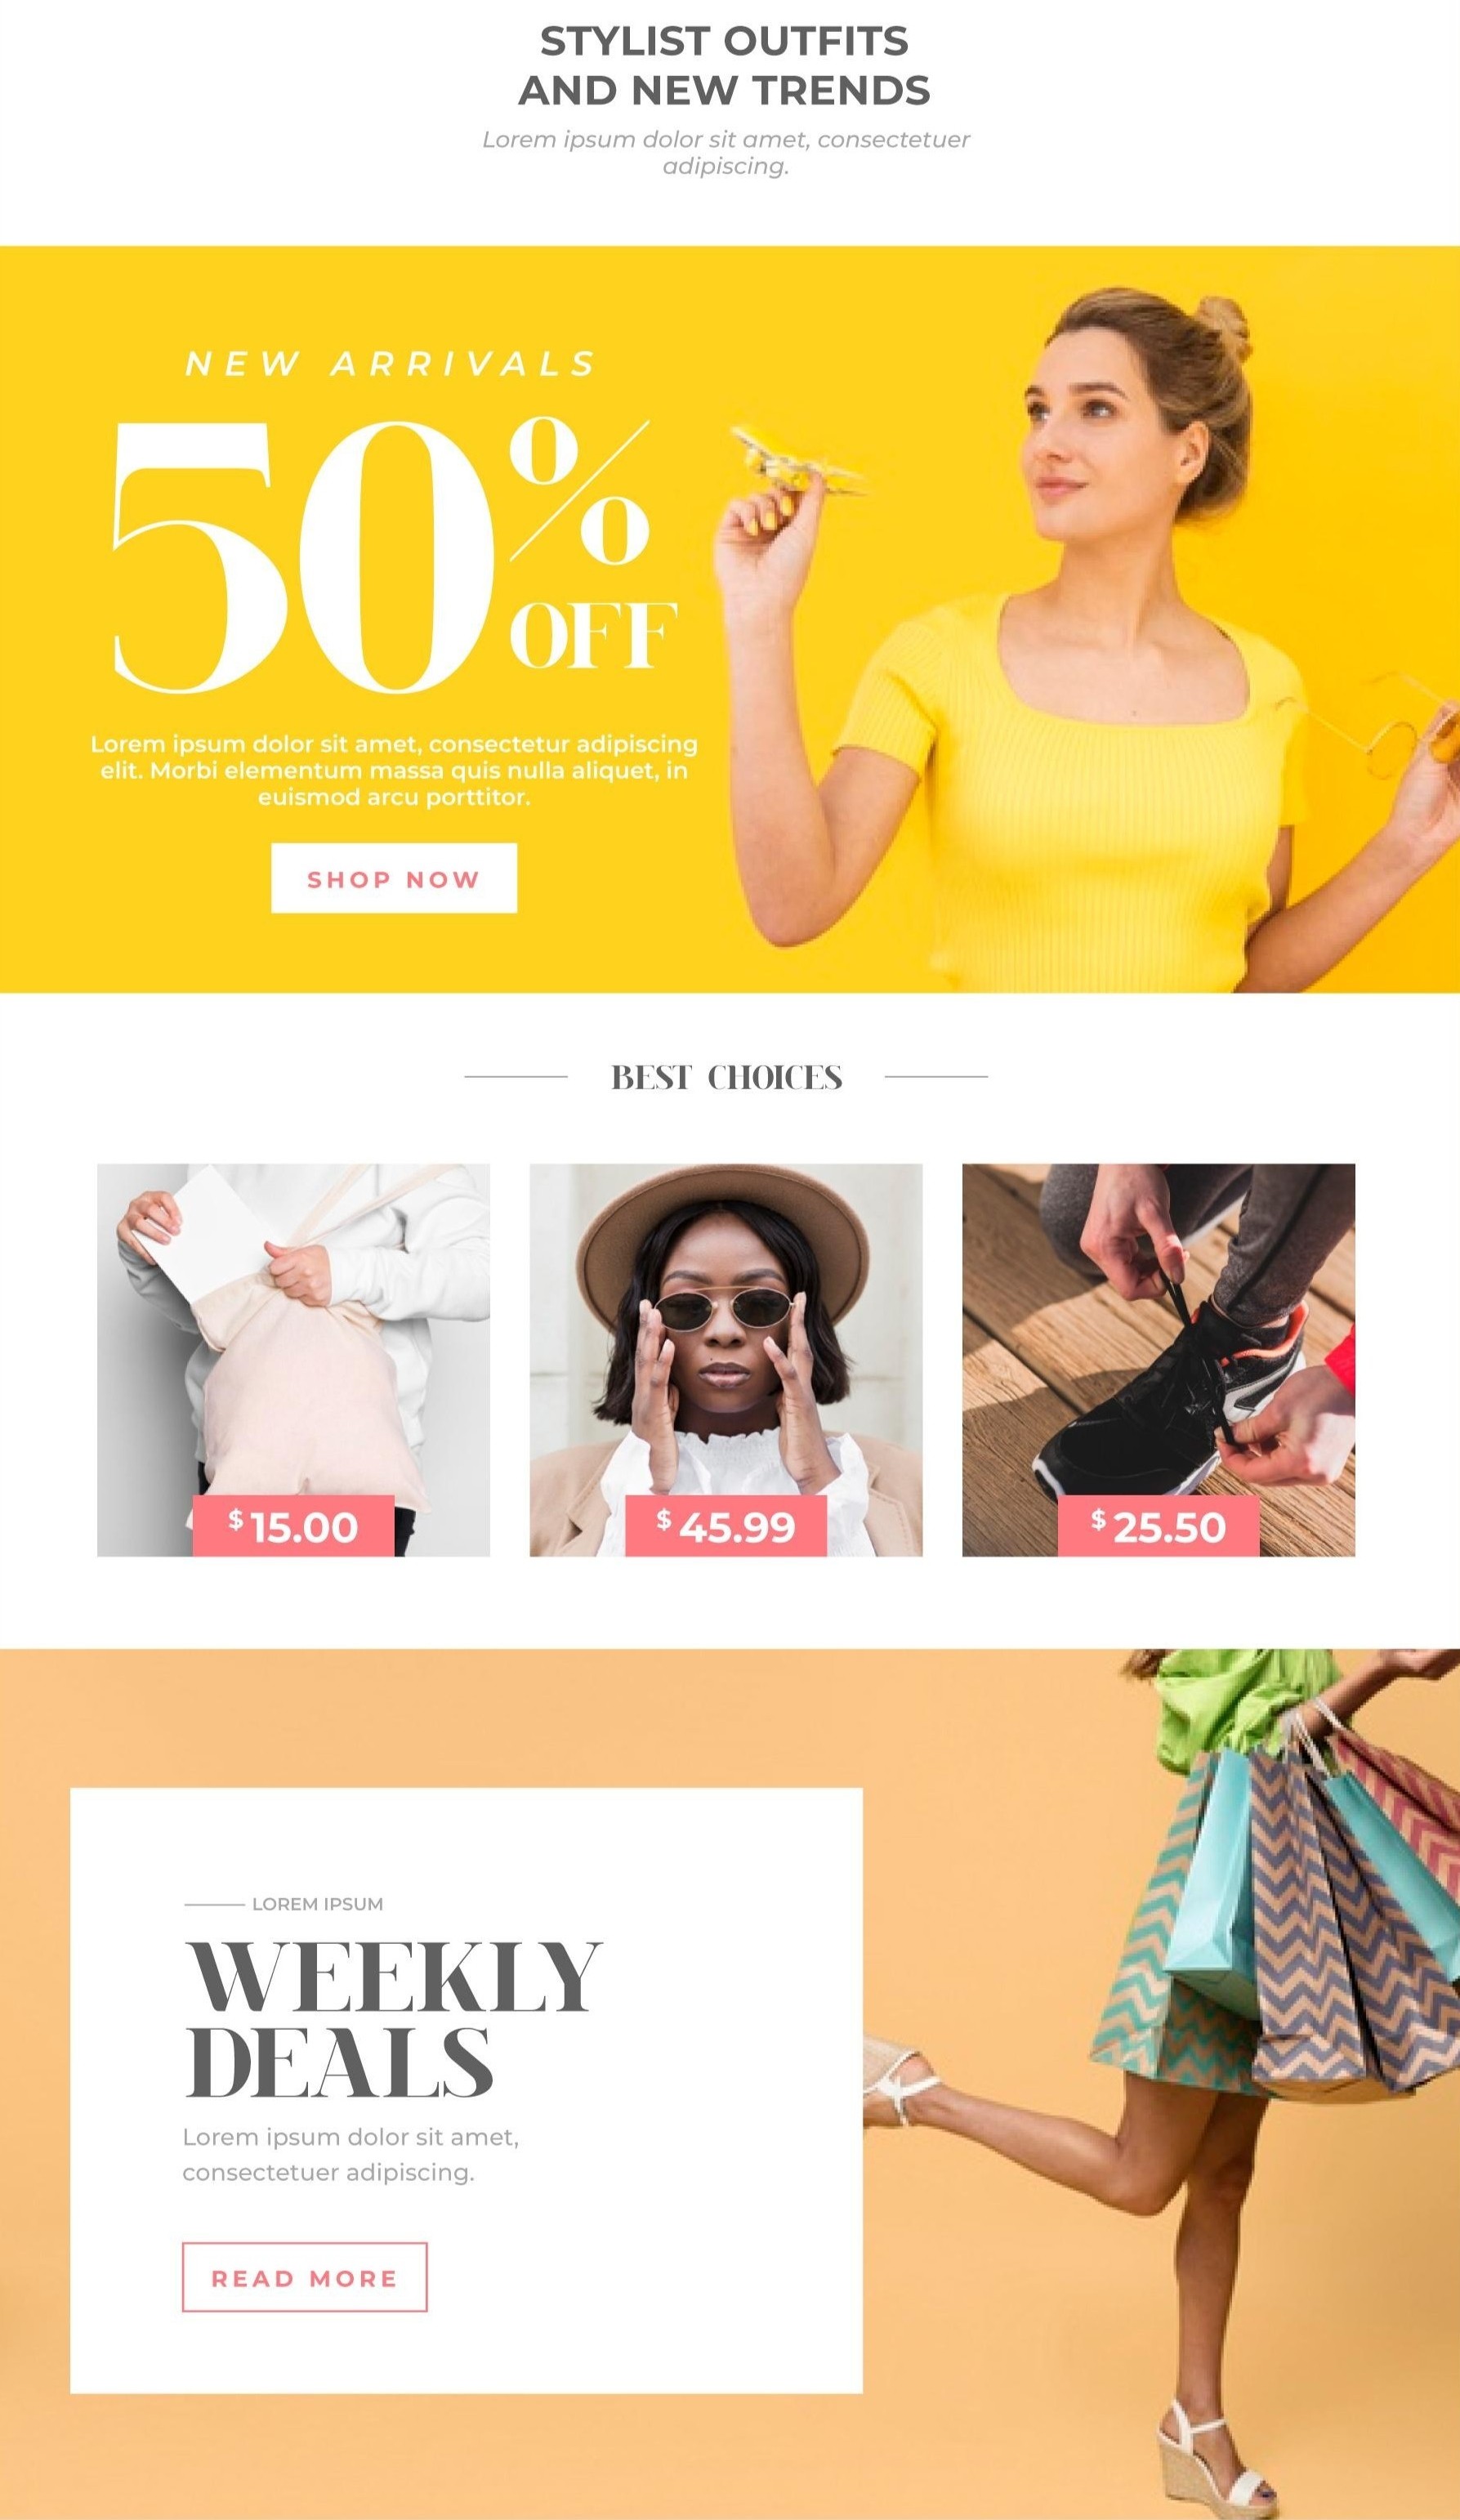 STYLIST OUTFITS
AND NEW TRENDS
Lorem ipsum dolor sit amet, consectetuer
adipiscing.
NEW ARRIVALS
50%
OFF
Lorem ipsum dolor sit amet, consectetur adipiscing
elit. Morbi elementum massa quis nulla aliquet, in
euismod arcu porttitor.
SHOP NOW
BEST CHOICES
$15.00
$45.99
$25.50
LOREM IPSUM
WEEKLY
DEALS
Lorem ipsum dolor sit amet,
consectetuer adipiscing.
READ MORE